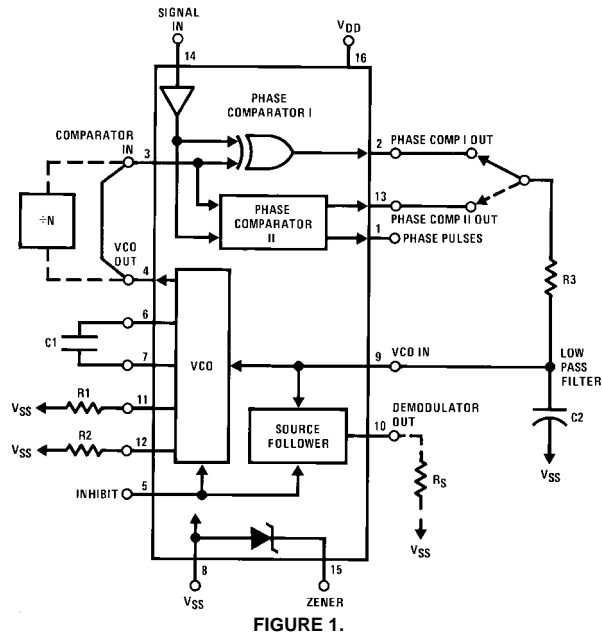 SIGNAL
IN
14
VDD
16
PHASE
COMPARATOR I
COMPARATOR
IN
3
2
PHASE COMP I OUT
÷N
PHASE
COMPARATOR
II
13
PHASE COMP II OUT
1
PHASE PULSES
VCO
OUT
4
R3
6
C1
7
VCO
9
VCO IN
LOW
PASS
FILTER
VSS
R1
11
DEMODULATOR
OUT
10
C2
VSS
R2
12
SOURCE
FOLLOWER
VSS
INHIBIT
5
RS
VSS
8
15
VSS
ZENER
FIGURE 1.